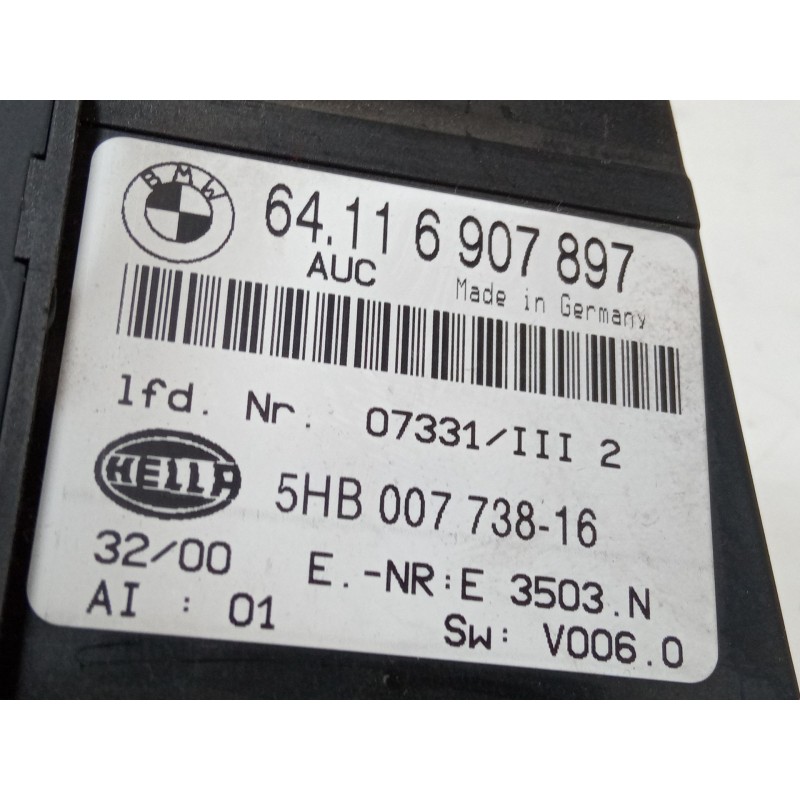 BMW
64.11 6 907 897
AUC
Made in Germany
lfd. Nr. 07331/III 2
HELLA
5HB 007 738-16
32/00
E.-NR:E 3503.N
AI : 01
Sw: V006.0